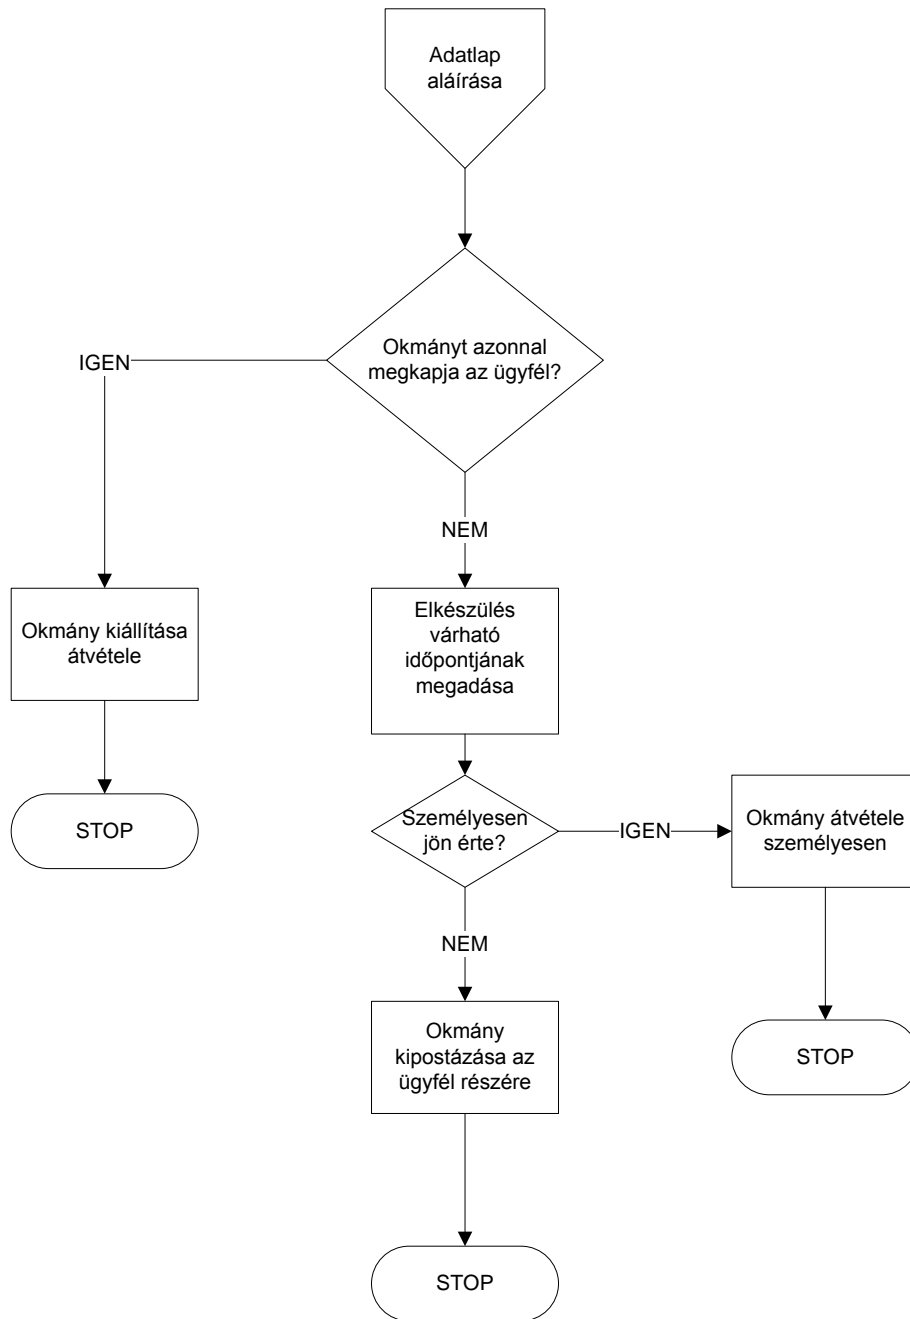 Adatlap
aláírása
Okmányt azonnal
megkapja az ügyfél?
IGEN
NEM
Okmány kiállítása
átvétele
Elkészülés
várható
időpontjának
megadása
STOP
Személyesen
jön érte?
IGEN
Okmány átvétele
személyesen
NEM
Okmány
kipostázása az
ügyfél részére
STOP
STOP